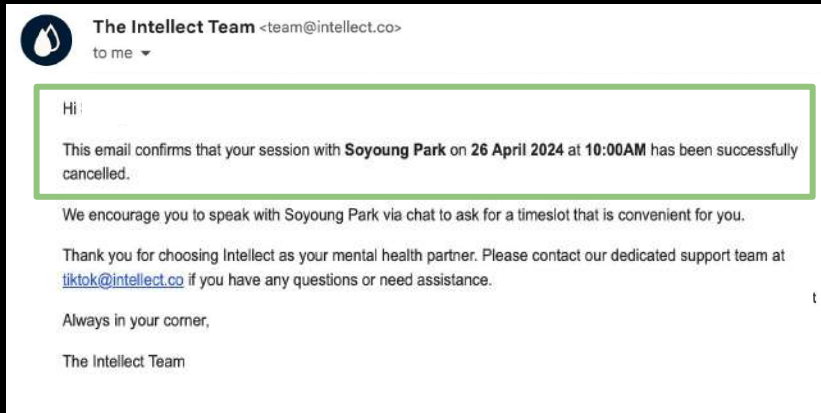 The Intellect Team <team@intellect.co>
to me
Hi
This email confirms that your session with Soyoung Park on 26 April 2024 at 10:00AM has been successfully
cancelled.
We encourage you to speak with Soyoung Park via chat to ask for a timeslot that is convenient for you.
Thank you for choosing Intellect as your mental health partner. Please contact our dedicated support team at
tiktok@intellect.co if you have any questions or need assistance.
t
Always in your corner,
The Intellect Team